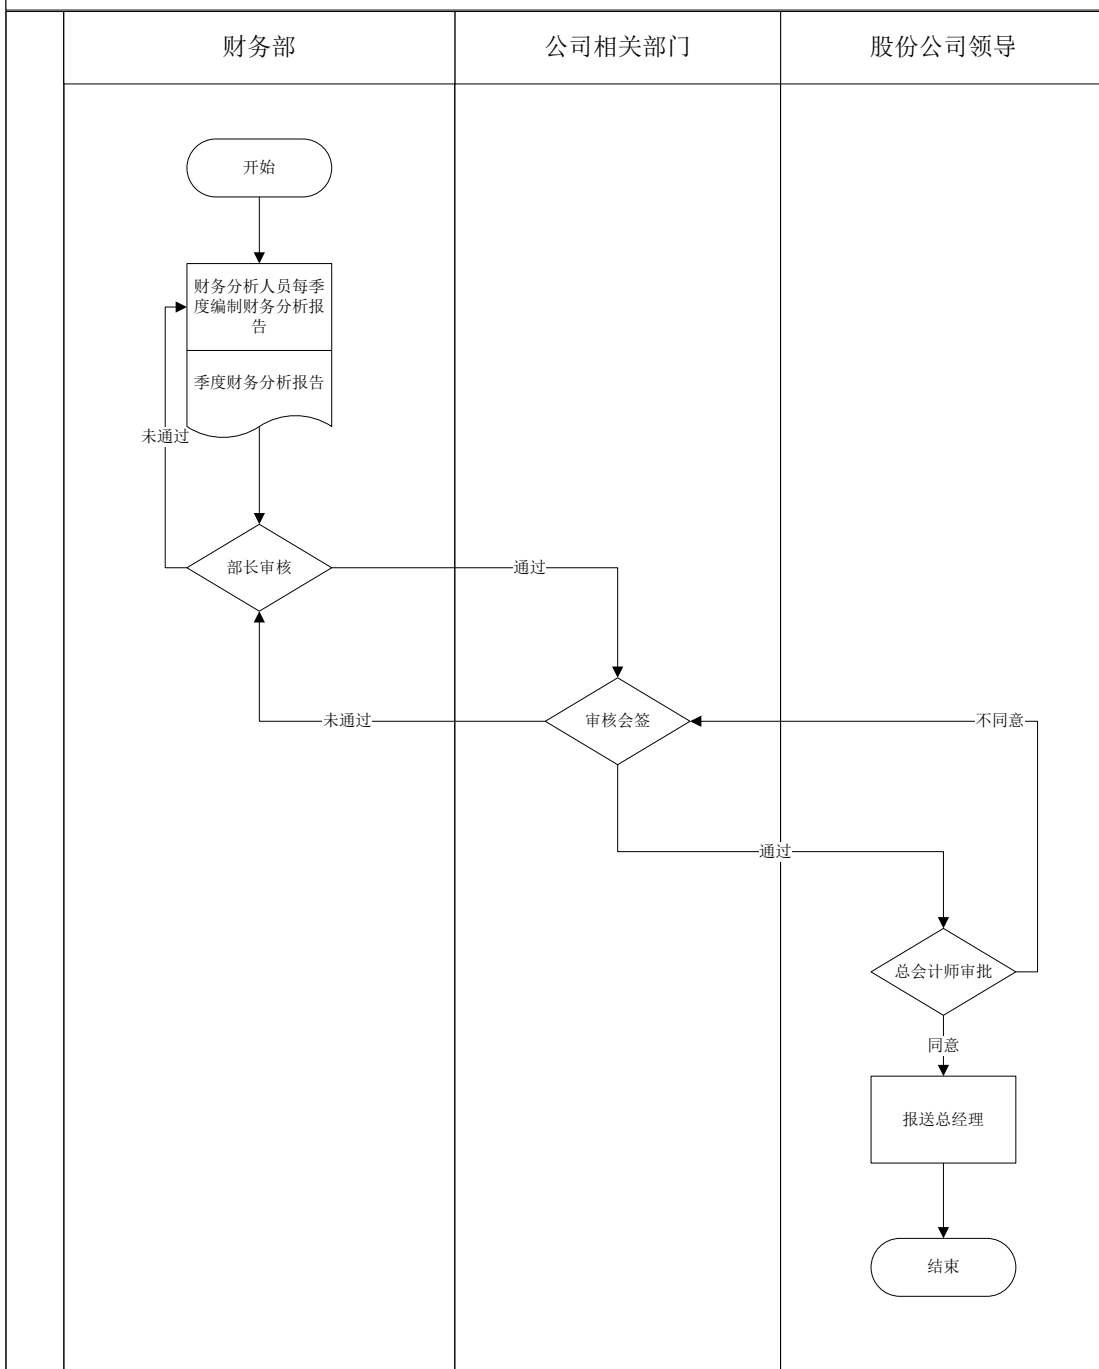 财务部
公司相关部门
股份公司领导
开始
财务分析人员每季
度编制财务分析报
告
季度财务分析报告
未通过
部长审核
通过
未通过
审核会签
不同意
通过
总会计师审批
同意
报送总经理
结束